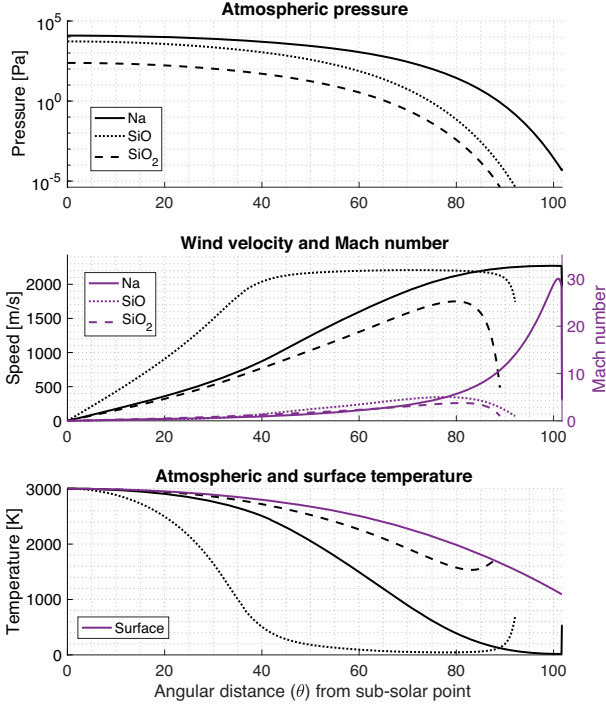 Atmospheric pressure
Pressure [Pa]
10^5
10^0
10^-5
Na
SiO
SiO2
0 20 40 60 80 100
Wind velocity and Mach number
Speed [m/s]
2000
1500
1000
500
0
Na
SiO
SiO2
30
20
10
0
Mach number
0 20 40 60 80 100
Atmospheric and surface temperature
Temperature [K]
3000
2000
1000
0
Surface
0 20 40 60 80 100
Angular distance (θ) from sub-solar point